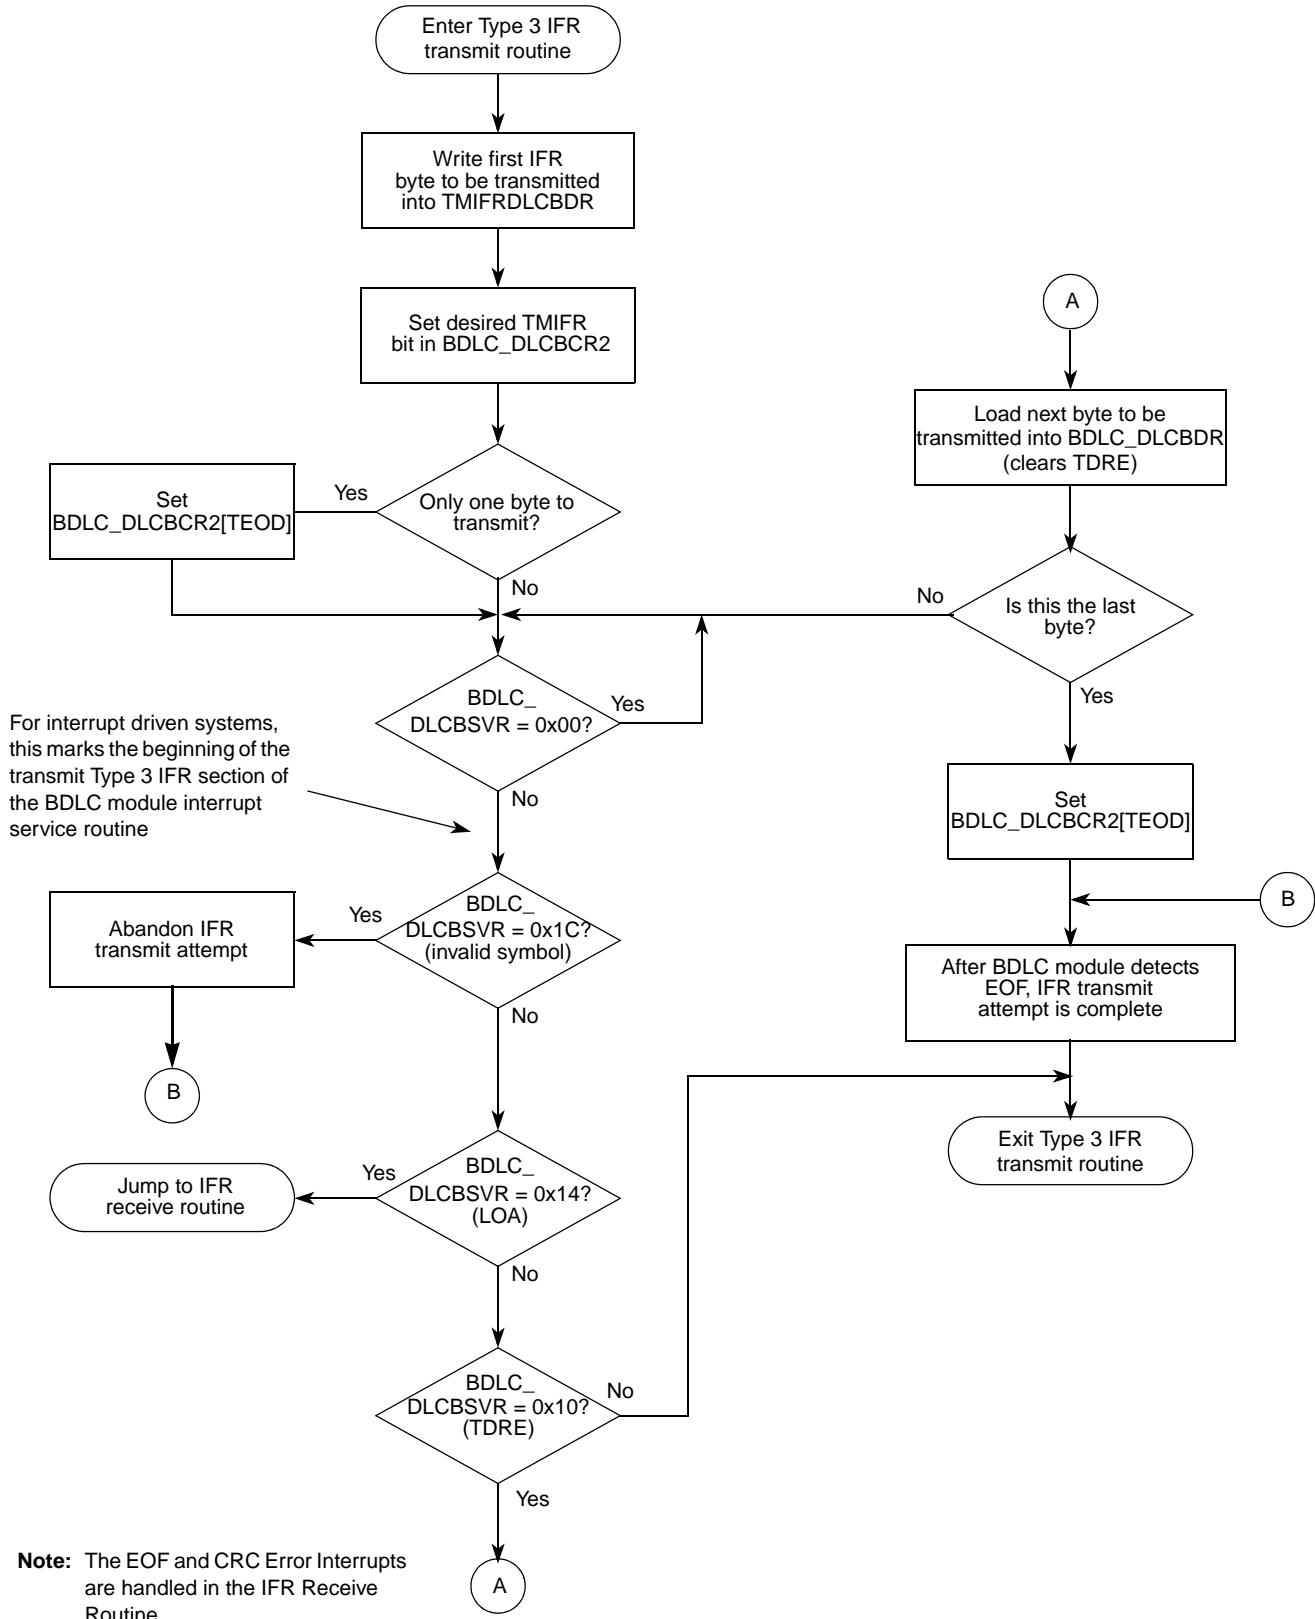 Enter Type 3 IFR
transmit routine
Write first IFR
byte to be transmitted
into TMIFRDLCBDR
Set desired TMIFR
bit in BDLC_DLCBCR2
Only one byte to
transmit?
Yes
No
Set
BDLC_DLCBCR2[TEOD]
BDLC_
DLCBSVR = 0x00?
Yes
No
For interrupt driven systems,
this marks the beginning of the
transmit Type 3 IFR section of
the BDLC module interrupt
service routine
BDLC_
DLCBSVR = 0x1C?
(invalid symbol)
Yes
No
Abandon IFR
transmit attempt
B
BDLC_
DLCBSVR = 0x14?
(LOA)
Yes
No
Jump to IFR
receive routine
BDLC_
DLCBSVR = 0x10?
(TDRE)
No
Yes
A
A
Load next byte to be
transmitted into BDLC_DLCBDR
(clears TDRE)
Is this the last
byte?
No
Yes
Set
BDLC_DLCBCR2[TEOD]
B
After BDLC module detects
EOF, IFR transmit
attempt is complete
Exit Type 3 IFR
transmit routine
Note: The EOF and CRC Error Interrupts
are handled in the IFR Receive
Routine